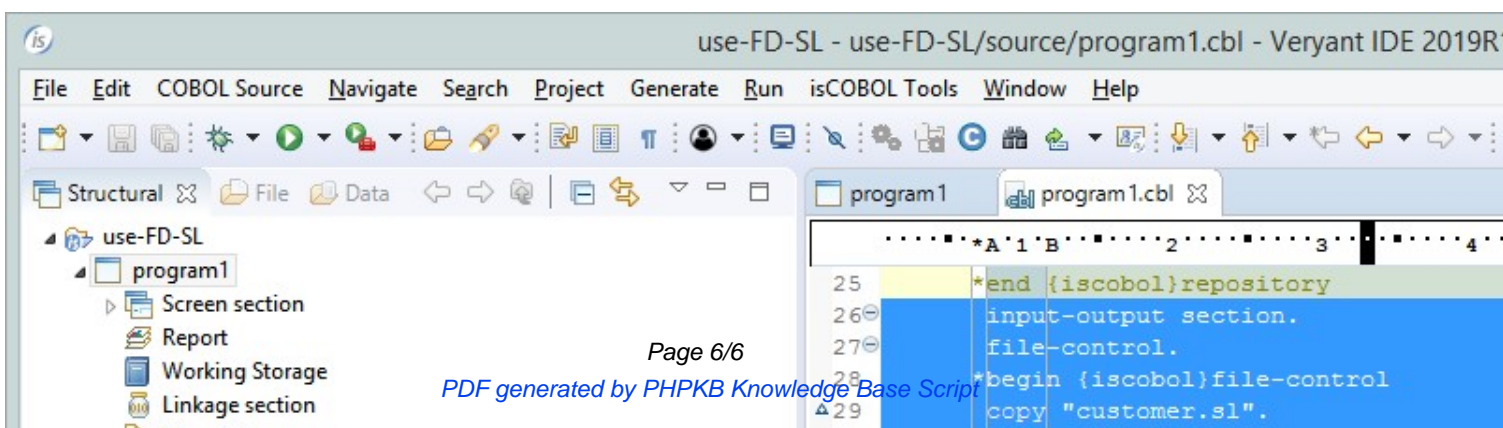 use-FD-SL - use-FD-SL/source/program1.cbl - Veryant IDE 2019R1
File Edit COBOL Source Navigate Search Project Generate Run isCOBOL Tools Window Help
Structural File Data
program1 program1.cbl
*A 1 B 2 3 4
use-FD-SL
program1
Screen section
Report
Working Storage
Linkage section
25 *end {iscobol}repository
26 input-output section.
27 file-control.
28 *begin {iscobol}file-control
29 copy "customer.sl".
Page 6/6
PDF generated by PHPKB Knowledge Base Script